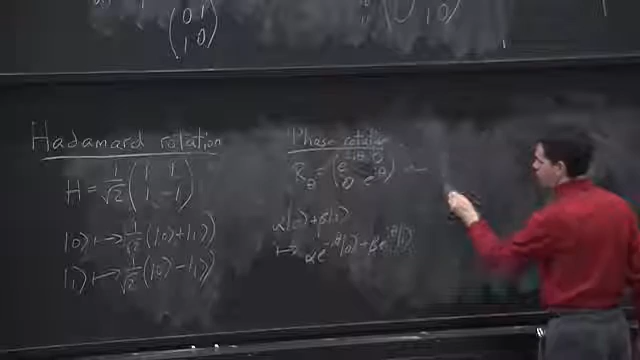 0 1
1 0
1 0
Hadamard rotation
H = 1/√2 ( 1 1
1 -1 )
|0⟩ ↦ 1/√2 (|0⟩+|1⟩)
|1⟩ ↦ 1/√2 (|0⟩-|1⟩)
Phase rotation
R_θ = ( e^{-iθ} 0
0 e^{iθ} )
α|0⟩+β|1⟩
↦ αe^{-iθ}|0⟩ + βe^{iθ}|1⟩